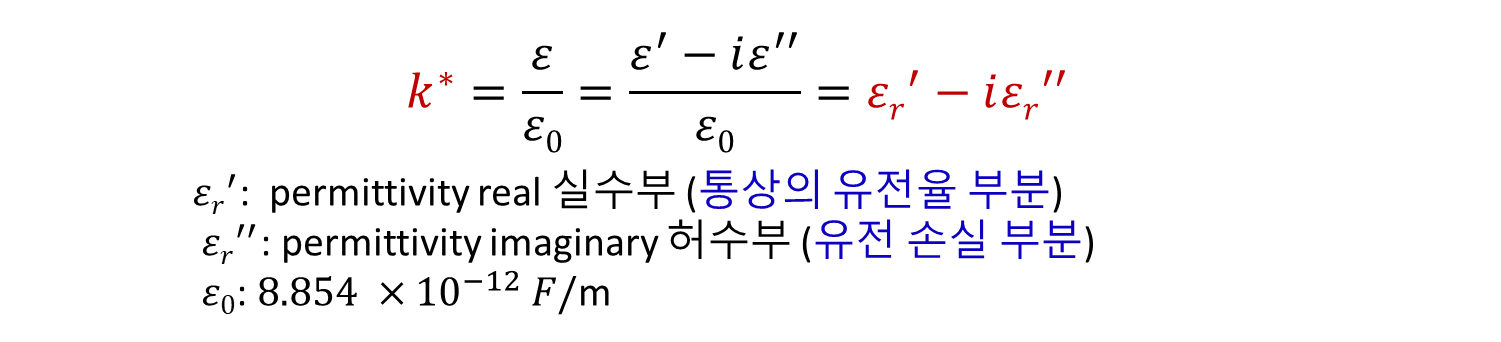 k* = ε/ε₀ = (ε′ − iε″)/ε₀ = εᵣ′ − iεᵣ″
εᵣ′: permittivity real 실수부 (통상의 유전율 부분)
εᵣ″: permittivity imaginary 허수부 (유전 손실 부분)
ε₀: 8.854 × 10⁻¹² F/m